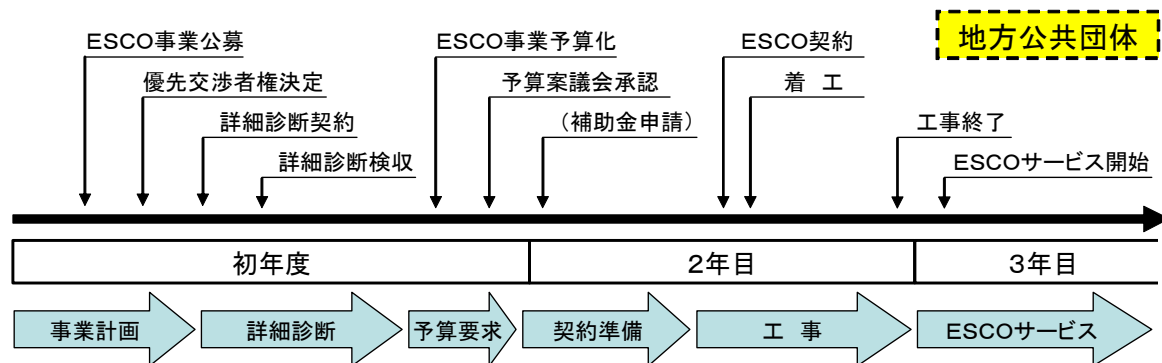 ESCO事業公募
ESCO事業予算化
ESCO契約
地方公共団体
優先交渉者権決定
予算案議会承認
着 工
詳細診断契約
(補助金申請)
工事終了
詳細診断検収
ESCOサービス開始
初年度
2年目
3年目
事業計画
詳細診断
予算要求
契約準備
工 事
ESCOサービス